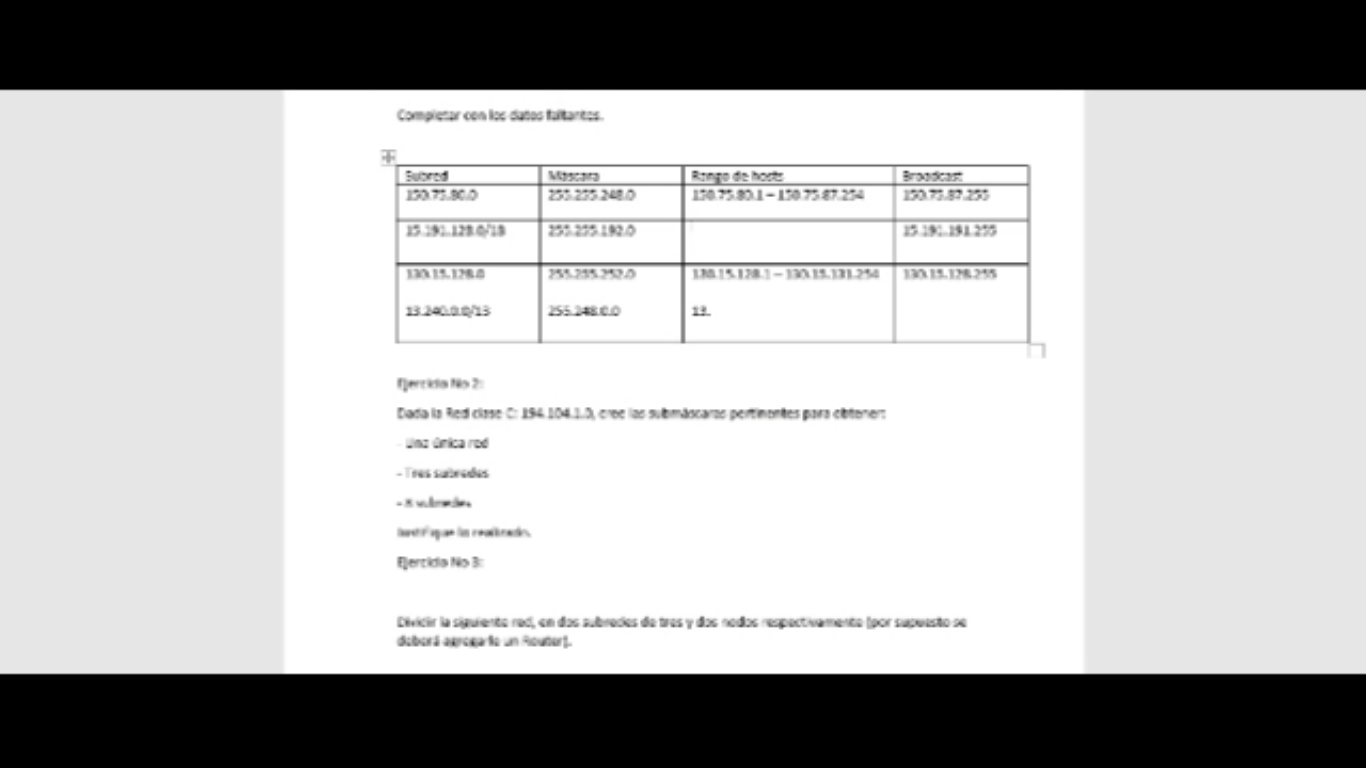 Completar con los datos faltantes.
Subred Máscara Rango de hosts Broadcast
150.75.80.0 255.255.248.0 150.75.80.1 – 150.75.87.254 150.75.87.255
15.191.128.0/18 255.255.192.0 15.191.191.255
130.15.128.0 255.255.252.0 130.15.128.1 – 130.15.131.254 130.15.128.255
13.240.0.0/13 255.248.0.0 13.
Ejercicio No 2:
Dada la Red clase C: 194.104.1.0, cree las submáscaras pertinentes para obtener:
- Una única red
- Tres subredes
- 8 subredes
Justifique lo realizado.
Ejercicio No 3:
Dividir la siguiente red, en dos subredes de tres y dos nodos respectivamente (por supuesto se
deberá agregarle un Router).